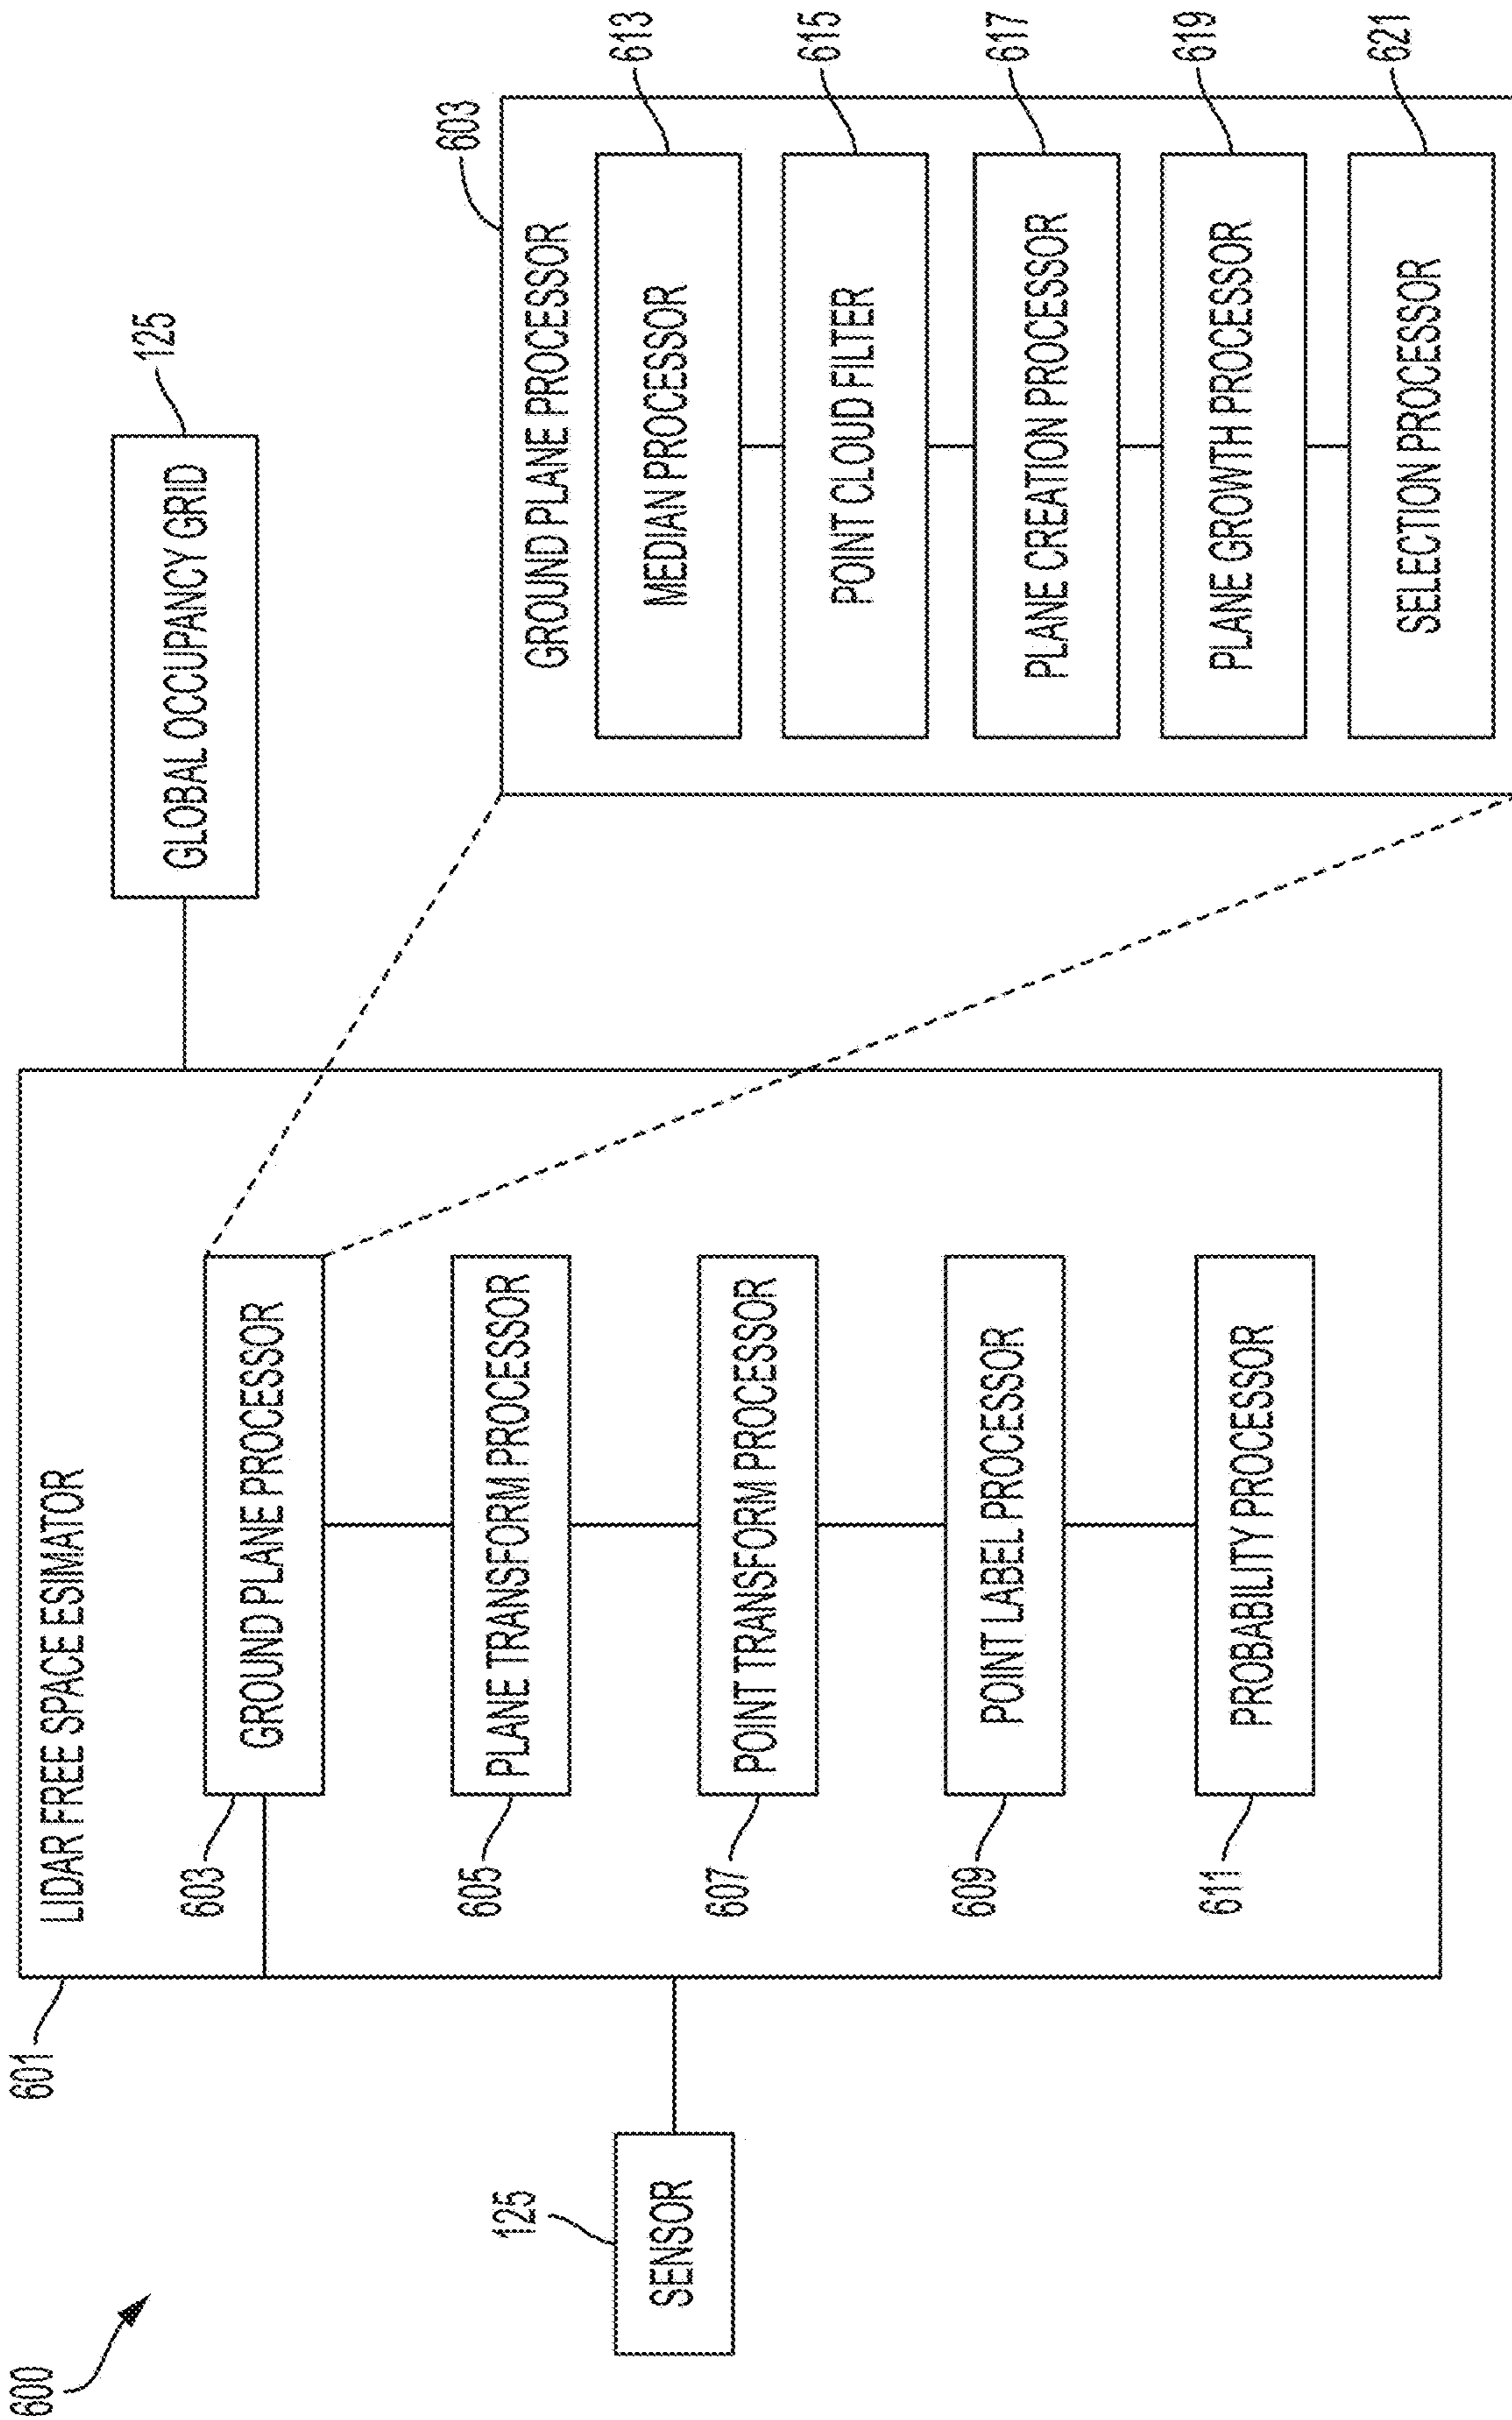 600
601
LIDAR FREE SPACE ESIMATOR
125
GLOBAL OCCUPANCY GRID
125
SENSOR
603
GROUND PLANE PROCESSOR
605
PLANE TRANSFORM PROCESSOR
607
POINT TRANSFORM PROCESSOR
609
POINT LABEL PROCESSOR
611
PROBABILITY PROCESSOR
603
GROUND PLANE PROCESSOR
MEDIAN PROCESSOR
613
POINT CLOUD FILTER
615
PLANE CREATION PROCESSOR
617
PLANE GROWTH PROCESSOR
619
SELECTION PROCESSOR
621